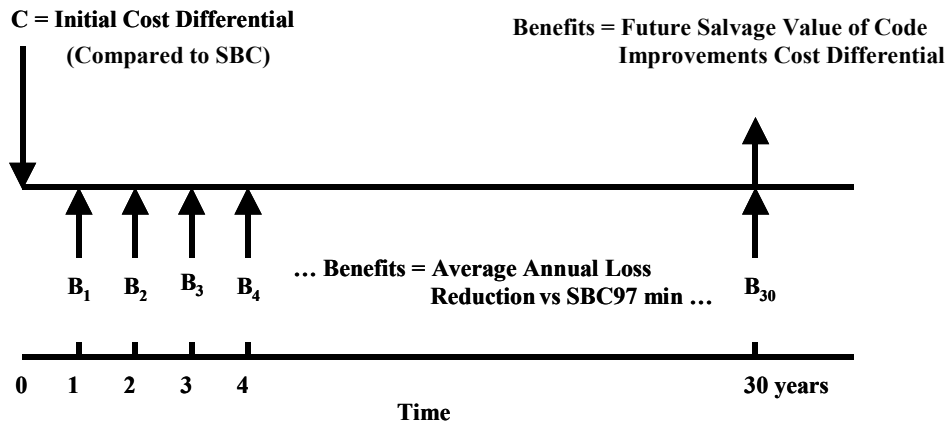 C = Initial Cost Differential
(Compared to SBC)
Benefits = Future Salvage Value of Code
Improvements Cost Differential
B1 B2 B3 B4 … Benefits = Average Annual Loss
Reduction vs SBC97 min … B30
0 1 2 3 4 30 years
Time